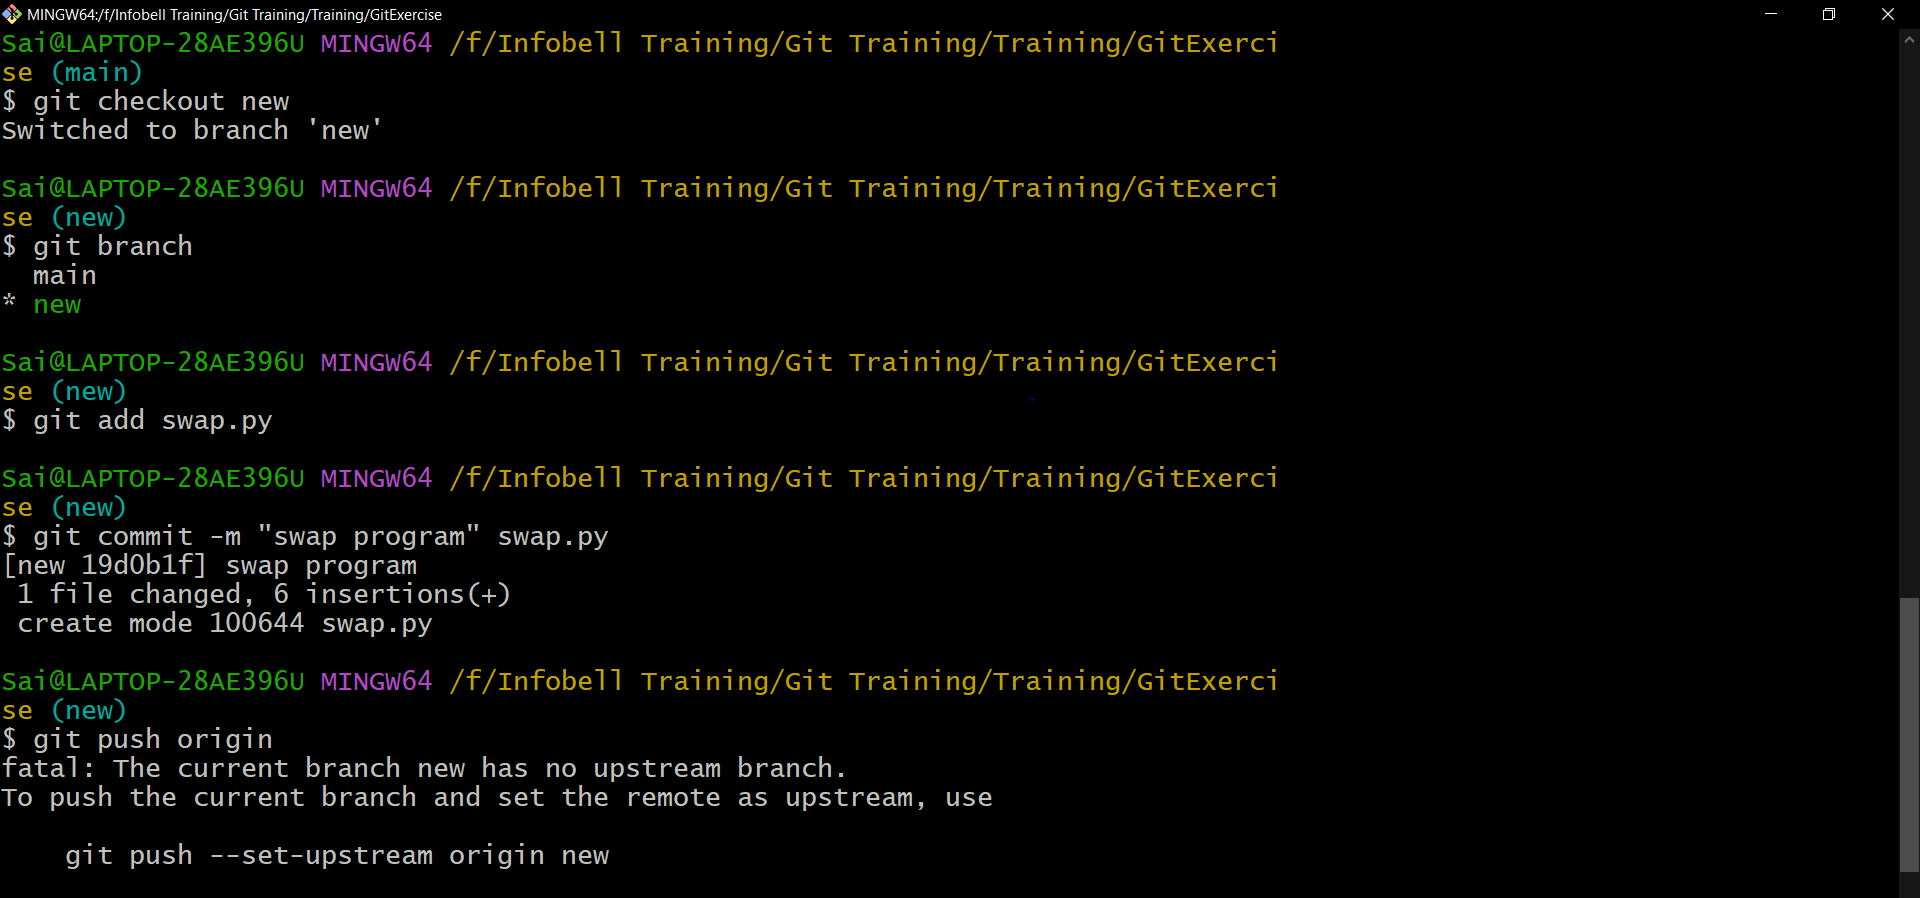 MINGW64:/f/Infobell Training/Git Training/Training/GitExercise
Sai@LAPTOP-28AE396U MINGW64 /f/Infobell Training/Git Training/Training/GitExerci
se (main)
$ git checkout new
Switched to branch 'new'
Sai@LAPTOP-28AE396U MINGW64 /f/Infobell Training/Git Training/Training/GitExerci
se (new)
$ git branch
  main
* new
Sai@LAPTOP-28AE396U MINGW64 /f/Infobell Training/Git Training/Training/GitExerci
se (new)
$ git add swap.py
Sai@LAPTOP-28AE396U MINGW64 /f/Infobell Training/Git Training/Training/GitExerci
se (new)
$ git commit -m "swap program" swap.py
[new 19d0b1f] swap program
 1 file changed, 6 insertions(+)
 create mode 100644 swap.py
Sai@LAPTOP-28AE396U MINGW64 /f/Infobell Training/Git Training/Training/GitExerci
se (new)
$ git push origin
fatal: The current branch new has no upstream branch.
To push the current branch and set the remote as upstream, use
    git push --set-upstream origin new